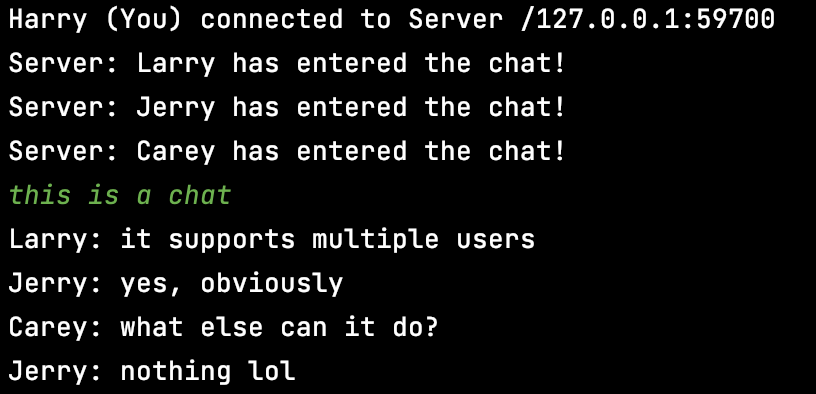 Harry (You) connected to Server /127.0.0.1:59700
Server: Larry has entered the chat!
Server: Jerry has entered the chat!
Server: Carey has entered the chat!
this is a chat
Larry: it supports multiple users
Jerry: yes, obviously
Carey: what else can it do?
Jerry: nothing lol